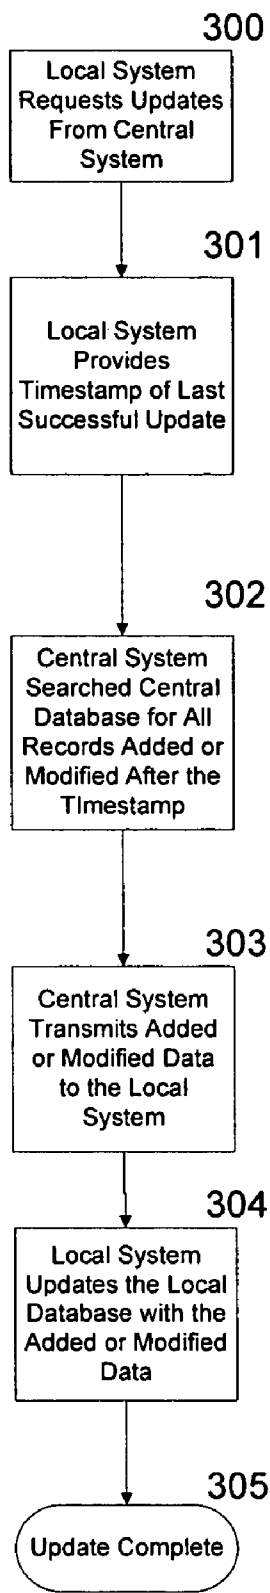 300
Local System
Requests Updates
From Central
System
301
Local System
Provides
Timestamp of Last
Successful Update
302
Central System
Searched Central
Database for All
Records Added or
Modified After the
TImestamp
303
Central System
Transmits Added
or Modified Data
to the Local
System
304
Local System
Updates the Local
Database with the
Added or Modified
Data
305
Update Complete